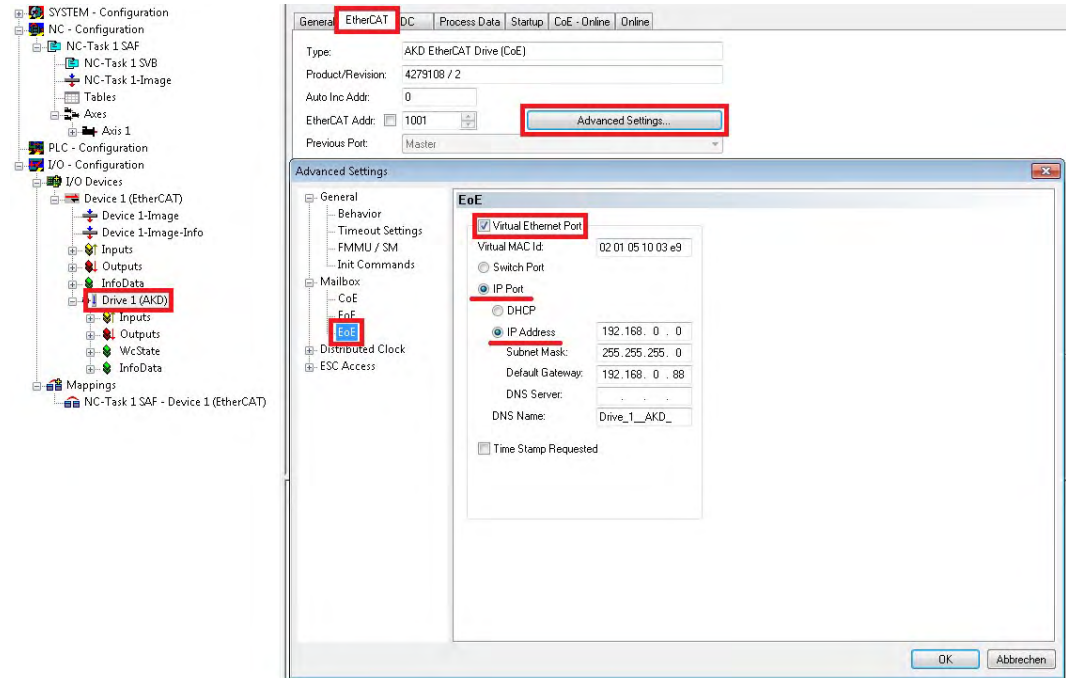 SYSTEM - Configuration
NC - Configuration
NC-Task 1 SAF
NC-Task 1 SVB
NC-Task 1-Image
Tables
Axes
Axis 1
PLC - Configuration
I/O - Configuration
I/O Devices
Device 1 (EtherCAT)
Device 1-Image
Device 1-Image-Info
Inputs
Outputs
InfoData
Drive 1 (AKD)
Inputs
Outputs
WcState
InfoData
Mappings
NC-Task 1 SAF - Device 1 (EtherCAT)
General EtherCAT DC Process Data Startup CoE - Online Online
Type: AKD EtherCAT Drive (CoE)
Product/Revision: 4279108 / 2
Auto Inc Addr: 0
EtherCAT Addr: 1001 Advanced Settings...
Previous Port: Master
Advanced Settings
General
Behavior
Timeout Settings
FMMU / SM
Init Commands
Mailbox
CoE
FoE
EoE
Distributed Clock
ESC Access
EoE
Virtual Ethernet Port
Virtual MAC Id: 02 01 05 10 03 e9
Switch Port
IP Port
DHCP
IP Address 192.168. 0 . 0
Subnet Mask: 255.255.255. 0
Default Gateway: 192.168. 0 . 88
DNS Server: . . .
DNS Name: Drive_1__AKD_
Time Stamp Requested
OK Abbrechen